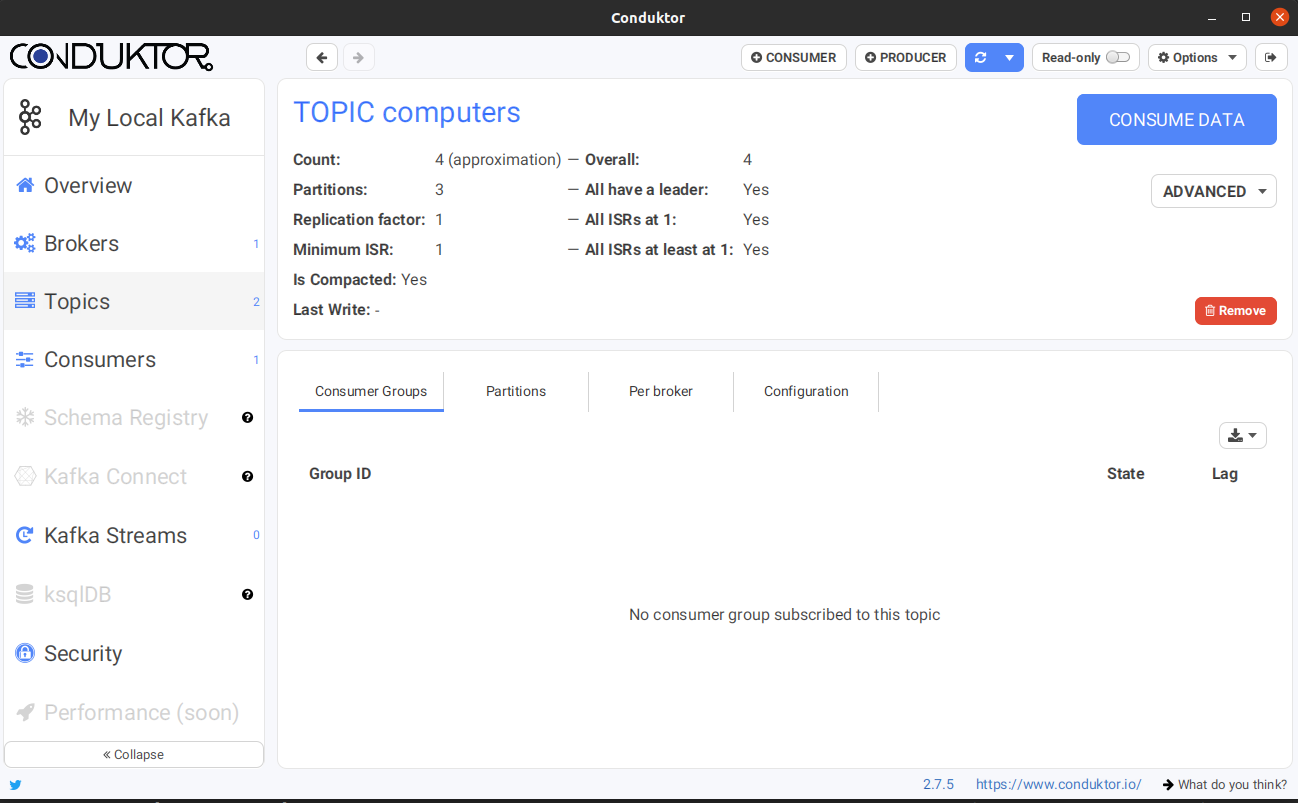 Conduktor
CONDUKTOR
CONSUMER
PRODUCER
Read-only
Options
My Local Kafka
Overview
Brokers 1
Topics 2
Consumers 1
Schema Registry ?
Kafka Connect ?
Kafka Streams 0
ksqlDB ?
Security
Performance (soon)
« Collapse
TOPIC computers
CONSUME DATA
Count: 4 (approximation) — Overall: 4
Partitions: 3 — All have a leader: Yes
ADVANCED
Replication factor: 1 — All ISRs at 1: Yes
Minimum ISR: 1 — All ISRs at least at 1: Yes
Is Compacted: Yes
Last Write: -
Remove
Consumer Groups Partitions Per broker Configuration
Group ID State Lag
No consumer group subscribed to this topic
2.7.5 https://www.conduktor.io/ What do you think?